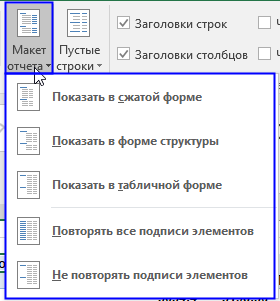 Макет отчета
Пустые строки
Заголовки строк
Заголовки столбцов
Показать в сжатой форме
Показать в форме структуры
Показать в табличной форме
Повторять все подписи элементов
Не повторять подписи элементов